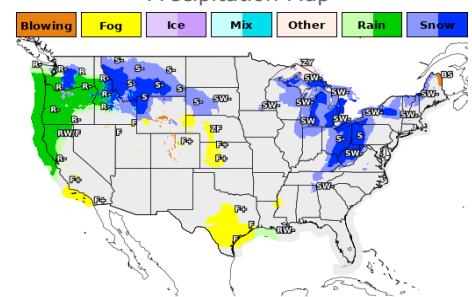 Precipitation Map
Blowing Fog Ice Mix Other Rain Snow
R- R- R S- S- ZY SW- BS
R R R- S- S- SW-
R- R- S S- SW- SW- SW- SW- SW- SW-
R- R- F F+ ZF SW SW- S- S
RW/F F F+ F+ SW-
R- F+ SW-
F+ F+ F+
F RW-
F